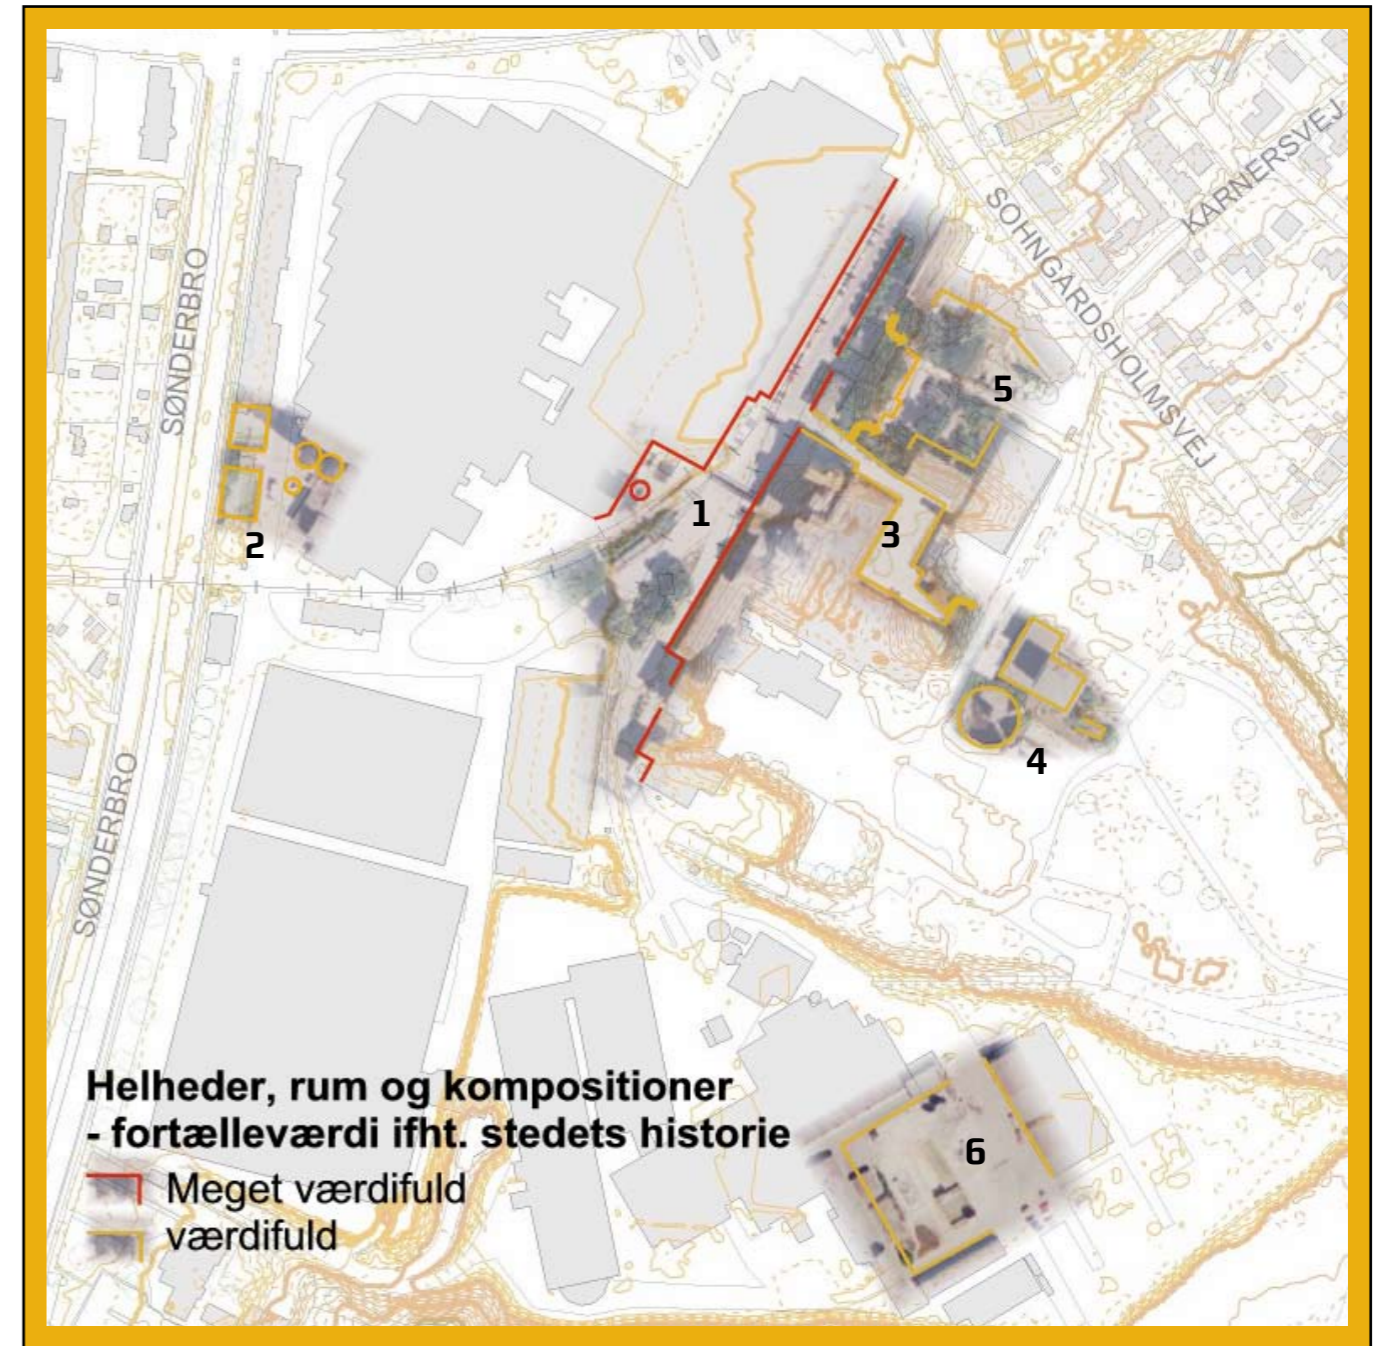 KARNERSVEJ
SOHNGÅRDSHOLMSVEJ
SØNDERBRO
5
1
3
2
4
SØNDERBRO
6
Helheder, rum og kompositioner
- fortælleværdi ifht. stedets historie
Meget værdifuld
værdifuld